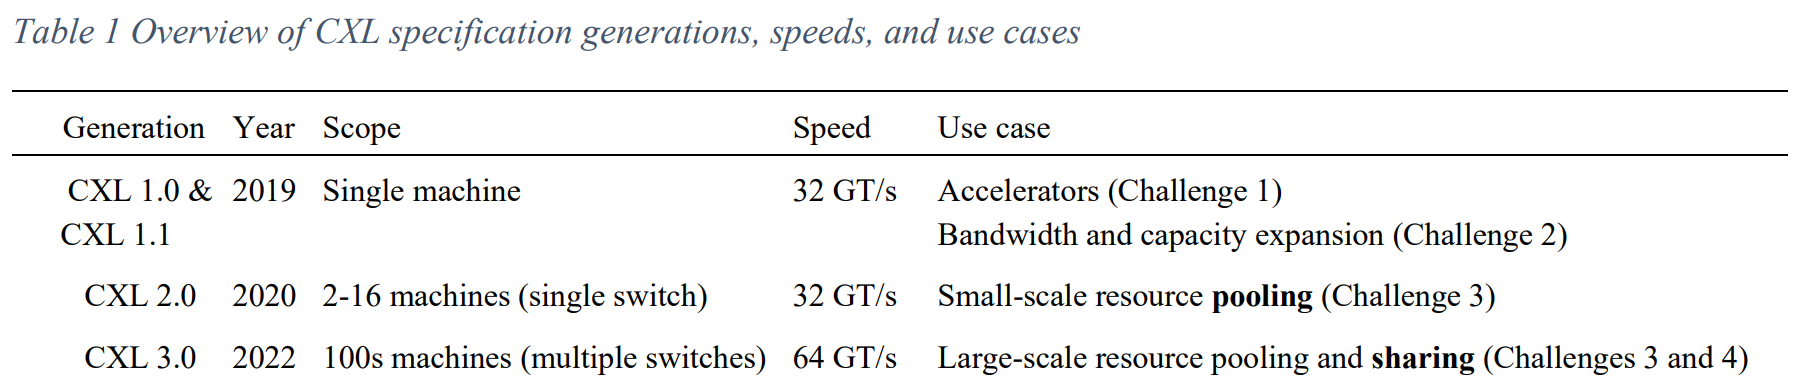 Table 1 Overview of CXL specification generations, speeds, and use cases
Generation Year Scope Speed Use case
CXL 1.0 & 2019 Single machine 32 GT/s Accelerators (Challenge 1)
CXL 1.1 Bandwidth and capacity expansion (Challenge 2)
CXL 2.0 2020 2-16 machines (single switch) 32 GT/s Small-scale resource pooling (Challenge 3)
CXL 3.0 2022 100s machines (multiple switches) 64 GT/s Large-scale resource pooling and sharing (Challenges 3 and 4)